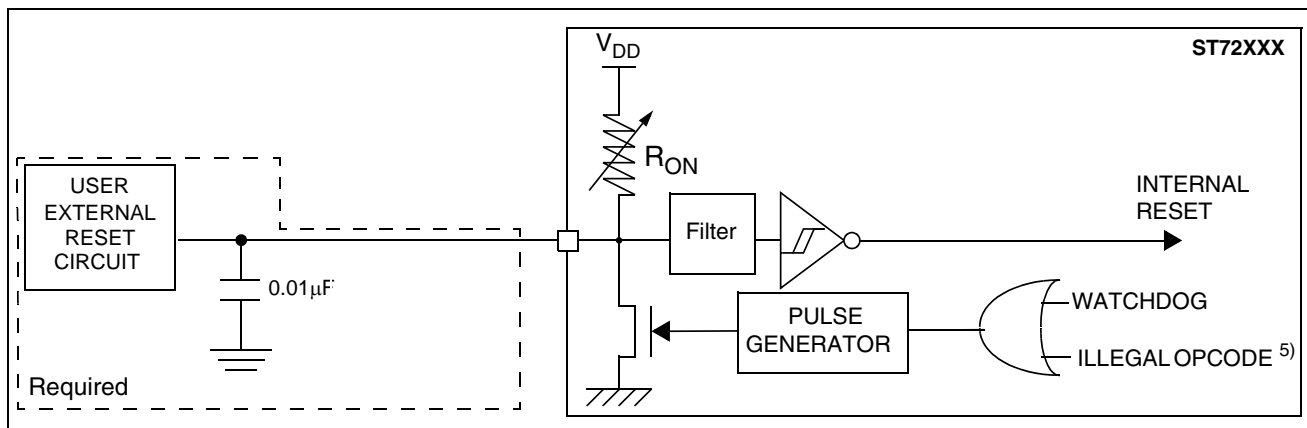 V_DD
ST72XXX
R_ON
USER
EXTERNAL
RESET
CIRCUIT
0.01μF
Required
Filter
INTERNAL
RESET
PULSE
GENERATOR
WATCHDOG
ILLEGAL OPCODE 5)